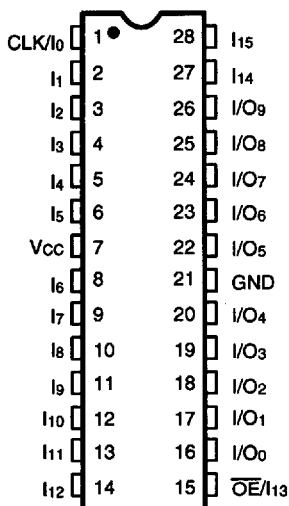 CLK/I₀ 1 28 I₁₅
I₁ 2 27 I₁₄
I₂ 3 26 I/O₉
I₃ 4 25 I/O₈
I₄ 5 24 I/O₇
I₅ 6 23 I/O₆
VCC 7 22 I/O₅
I₆ 8 21 GND
I₇ 9 20 I/O₄
I₈ 10 19 I/O₃
I₉ 11 18 I/O₂
I₁₀ 12 17 I/O₁
I₁₁ 13 16 I/O₀
I₁₂ 14 15 O̅E̅/I₁₃